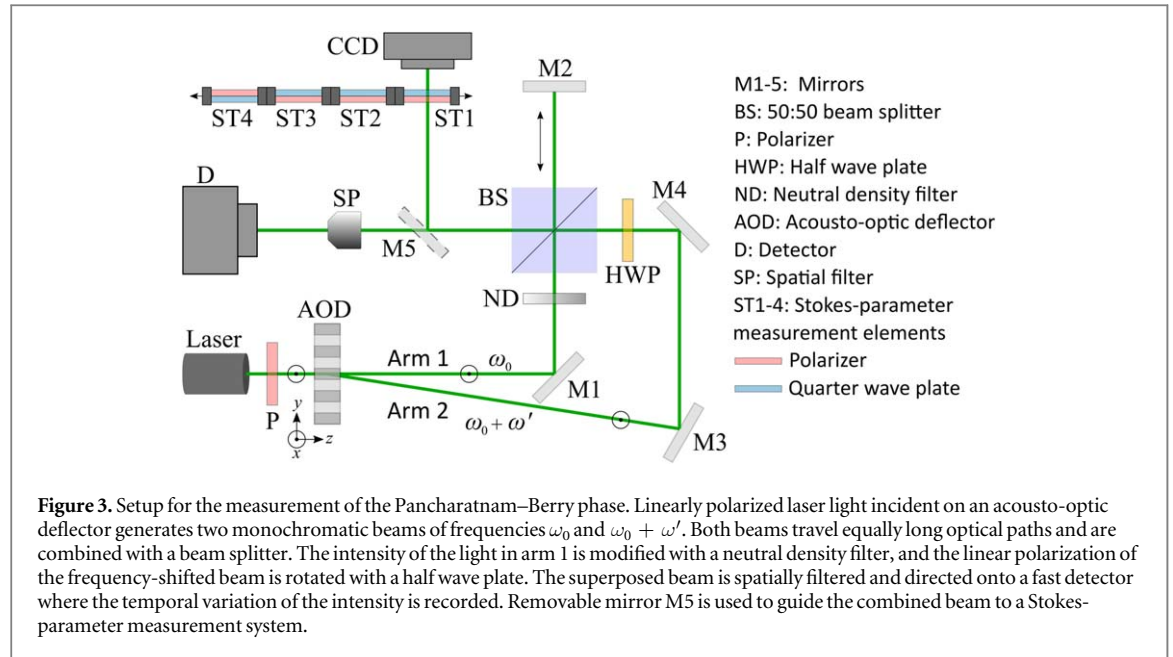 CCD
M2
ST4 ST3 ST2 ST1
D
SP
BS
M4
M5
HWP
ND
AOD
Laser
Arm 1
ω₀
M1
P
y
z
x
Arm 2
ω₀ + ω′
M3
M1-5: Mirrors
BS: 50:50 beam splitter
P: Polarizer
HWP: Half wave plate
ND: Neutral density filter
AOD: Acousto-optic deflector
D: Detector
SP: Spatial filter
ST1-4: Stokes-parameter
measurement elements
Polarizer
Quarter wave plate
Figure 3. Setup for the measurement of the Pancharatnam–Berry phase. Linearly polarized laser light incident on an acousto-optic
deflector generates two monochromatic beams of frequencies ω₀ and ω₀ + ω′. Both beams travel equally long optical paths and are
combined with a beam splitter. The intensity of the light in arm 1 is modified with a neutral density filter, and the linear polarization of
the frequency-shifted beam is rotated with a half wave plate. The superposed beam is spatially filtered and directed onto a fast detector
where the temporal variation of the intensity is recorded. Removable mirror M5 is used to guide the combined beam to a Stokes-
parameter measurement system.